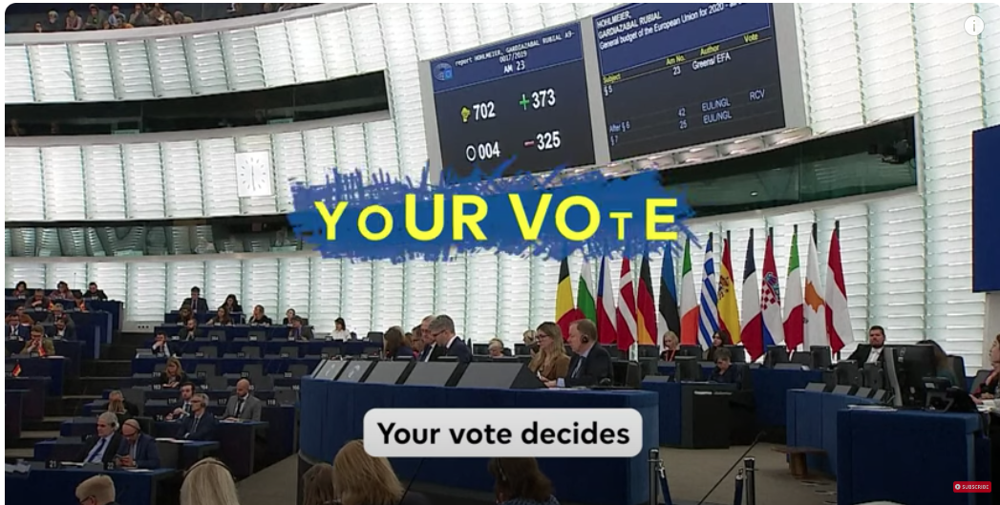 report HOHLMEIER, GARDIAZABAL RUBIAL A9-
0017/2019
AM 23
702 +373
004 -325
HOHLMEIER,
GARDIAZABAL RUBIAL
General budget of the European Union for 2020 -
Subject Am No. Author Vote
§ 5 23 Greens/ EFA
After § 6 42 EUL/NGL RCV
§ 7 26 EUL/NGL
YOUR VOTE
Your vote decides
SUBSCRIBE